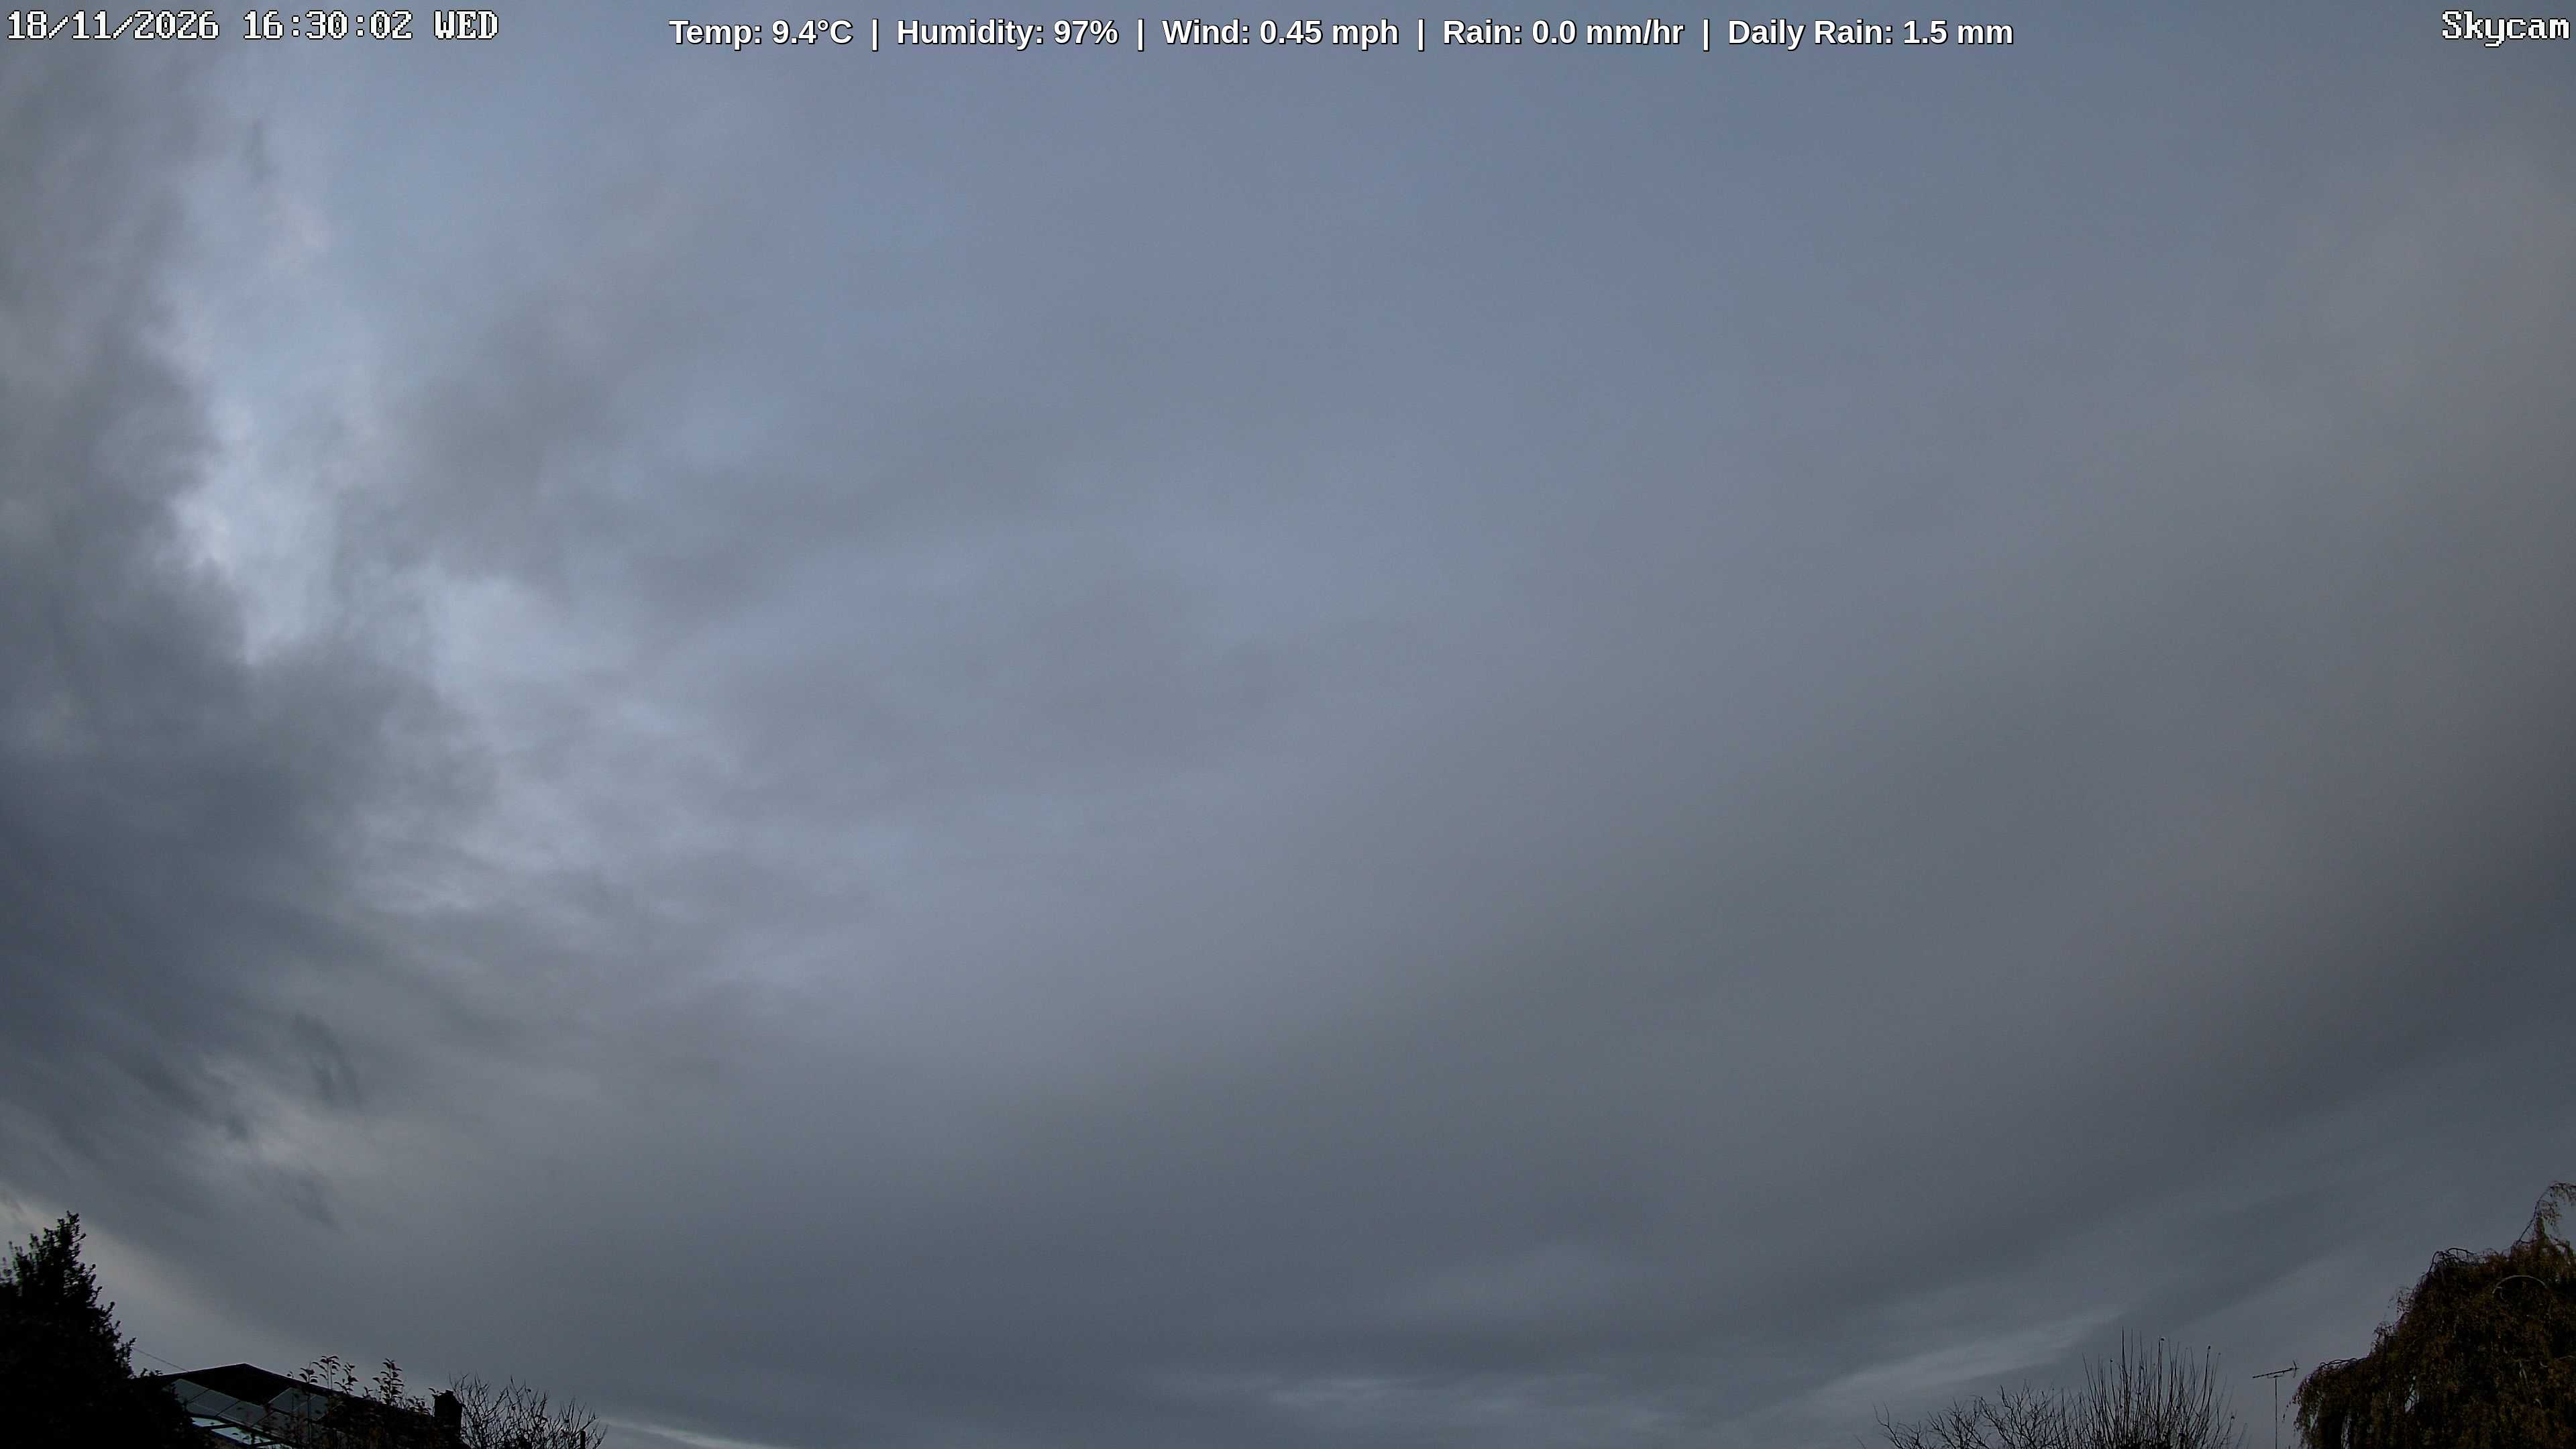 18/11/2026 16:30:02 WED
Temp: 9.4°C | Humidity: 97% | Wind: 0.45 mph | Rain: 0.0 mm/hr | Daily Rain: 1.5 mm
Skycam